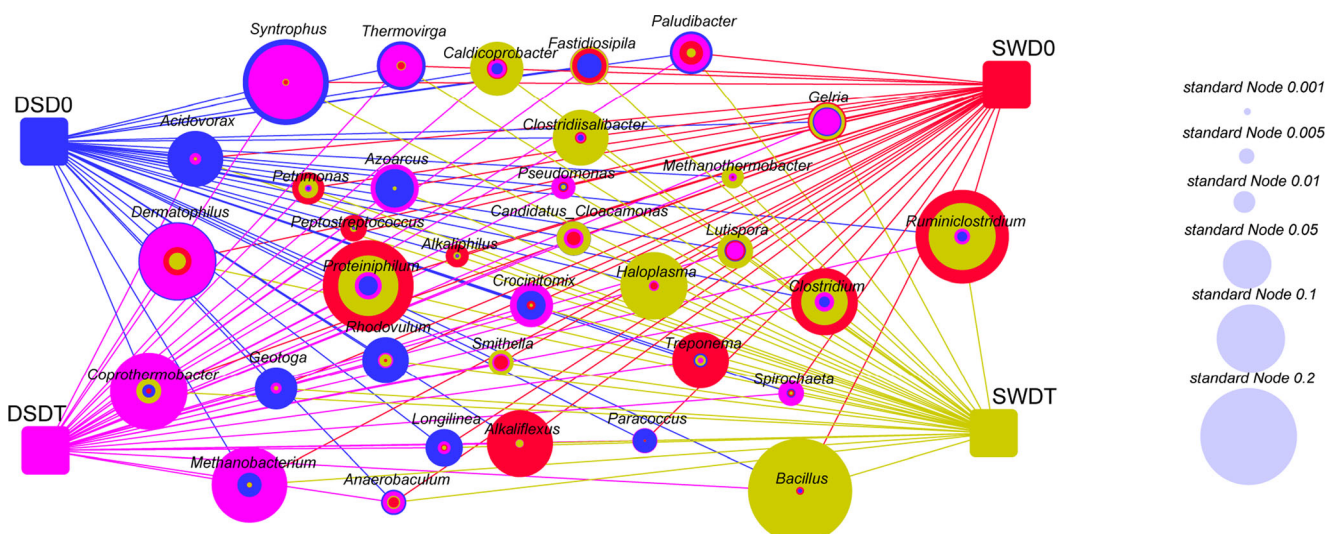 Syntrophus
Thermovirga
Caldicoprobacter
Fastidiosipila
Paludibacter
SWD0
DSD0
Acidovorax
Clostridiisalibacter
Gelria
Petrimonas
Azoarcus
Pseudomonas
Methanothermobacter
Dermatophilus
Peptostreptococcus
Candidatus_Cloacamonas
Alkaliphilus
Lutispora
Ruminiclostridium
Proteiniphilum
Crocinitomix
Haloplasma
Clostridium
Rhodovulum
Smithella
Treponema
Coprothermobacter
Geotoga
Spirochaeta
DSDT
SWDT
Longilinea
Alkaliflexus
Paracoccus
Methanobacterium
Anaerobaculum
Bacillus
standard Node 0.001
standard Node 0.005
standard Node 0.01
standard Node 0.05
standard Node 0.1
standard Node 0.2